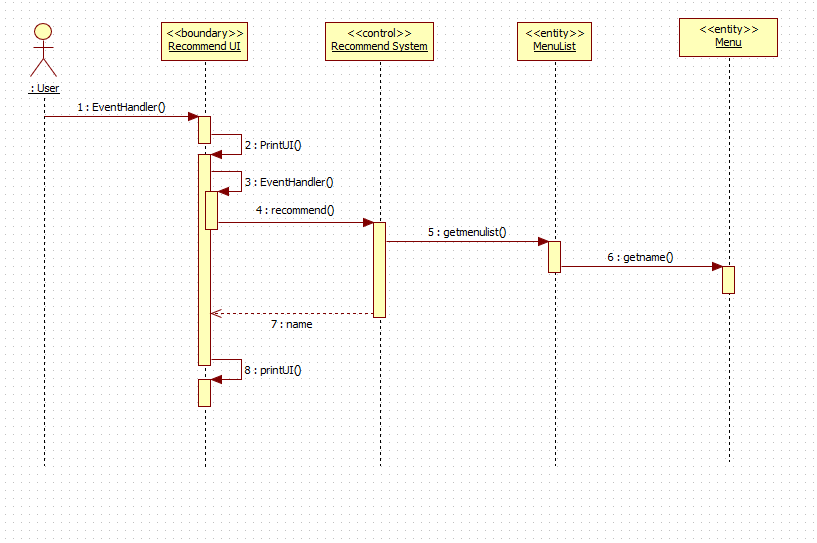 <<boundary>>
Recommend UI
<<control>>
Recommend System
<<entity>>
MenuList
<<entity>>
Menu
: User
1 : EventHandler()
2 : PrintUI()
3 : EventHandler()
4 : recommend()
5 : getmenulist()
6 : getname()
7 : name
8 : printUI()